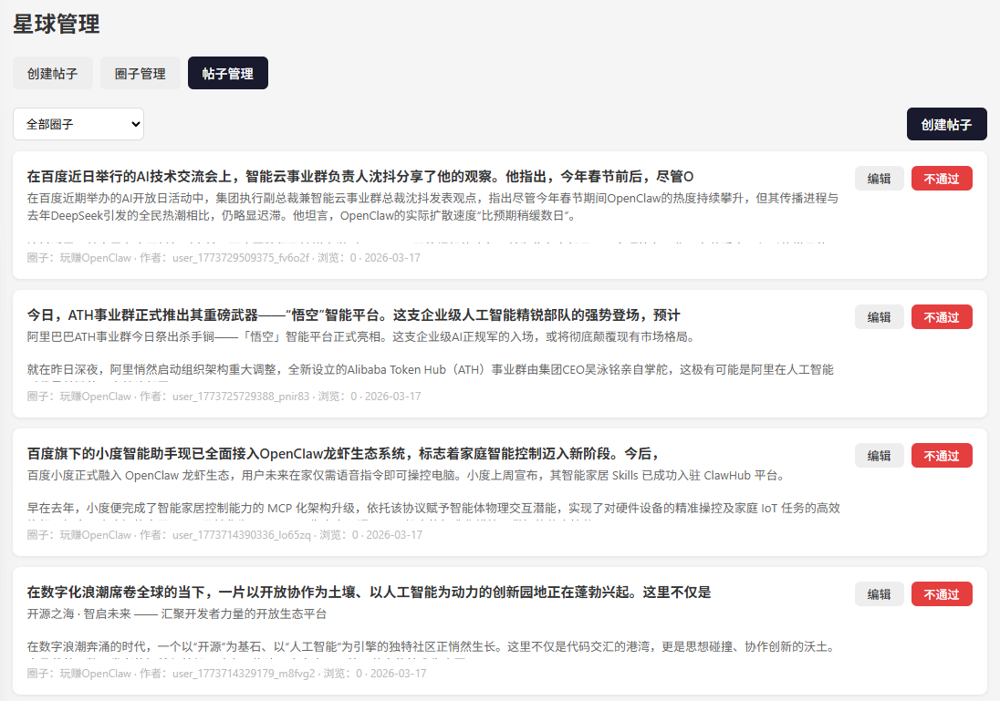 星球管理
创建帖子
圈子管理
帖子管理
全部圈子
创建帖子
在百度近日举行的AI技术交流会上，智能云事业群负责人沈抖分享了他的观察。他指出，今年春节前后，尽管O
编辑
不通过
在百度近期举办的AI开放日活动中，集团执行副总裁兼智能云事业群总裁沈抖发表观点，指出尽管今年春节期间OpenClaw的热度持续攀升，但其传播进程与
去年DeepSeek引发的全民热潮相比，仍略显迟滞。他坦言，OpenClaw的实际扩散速度“比预期稍缓数日”。
圈子：玩赚OpenClaw · 作者：user_1773729509375_fv6o2f · 浏览：0 · 2026-03-17
今日，ATH事业群正式推出其重磅武器——“悟空”智能平台。这支企业级人工智能精锐部队的强势登场，预计
编辑
不通过
阿里巴巴ATH事业群今日祭出杀手锏——「悟空」智能平台正式亮相。这支企业级AI正规军的入场，或将彻底颠覆现有市场格局。
就在昨日深夜，阿里悄然启动组织架构重大调整，全新设立的Alibaba Token Hub（ATH）事业群由集团CEO吴泳铭亲自掌舵，这极有可能是阿里在人工智能
圈子：玩赚OpenClaw · 作者：user_1773725729388_pnir83 · 浏览：0 · 2026-03-17
百度旗下的小度智能助手现已全面接入OpenClaw龙虾生态系统，标志着家庭智能控制迈入新阶段。今后，
编辑
不通过
百度小度正式融入 OpenClaw 龙虾生态，用户未来在家仅需语音指令即可操控电脑。小度上周宣布，其智能家居 Skills 已成功入驻 ClawHub 平台。
早在去年，小度便完成了智能家居控制能力的 MCP 化架构升级，依托该协议赋予智能体物理交互潜能，实现了对硬件设备的精准操控及家庭 IoT 任务的高效
圈子：玩赚OpenClaw · 作者：user_1773714390336_lo65zq · 浏览：0 · 2026-03-17
在数字化浪潮席卷全球的当下，一片以开放协作为土壤、以人工智能为动力的创新园地正在蓬勃兴起。这里不仅是
编辑
不通过
开源之海 · 智启未来 —— 汇聚开发者力量的开放生态平台
在数字浪潮奔涌的时代，一个以“开源”为基石、以“人工智能”为引擎的独特社区正悄然生长。这里不仅是代码交汇的港湾，更是思想碰撞、协作创新的沃土。
圈子：玩赚OpenClaw · 作者：user_1773714329179_m8fvg2 · 浏览：0 · 2026-03-17